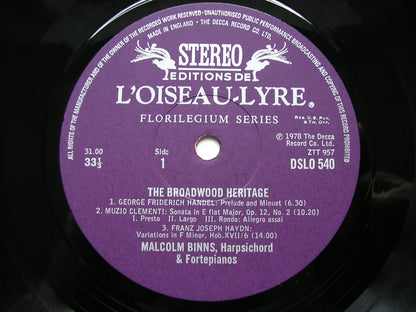 ALL RIGHTS OF THE MANUFACTURER AND OF THE OWNER OF THE RECORDED WORK RESERVED · UNAUTHORISED PUBLIC PERFORMANCE BROADCASTING AND COPYING OF THIS RECORD PROHIBITED
MADE IN ENGLAND · THE DECCA RECORD CO. LTD.
STEREO
EDITIONS DE
L'OISEAU-LYRE®
FLORILEGIUM SERIES
REG. U.S. PAT.
& TM. OFF.
31.00
33⅓
Side
1
℗ 1978 The Decca
Record Co. Ltd.
ZTT 957
DSLO 540
THE BROADWOOD HERITAGE
1. GEORGE FRIDERICH HANDEL: Prelude and Minuet (6.30)
2. MUZIO CLEMENTI: Sonata in E flat Major, Op. 12, No. 2 (10.20)
I. Presto II. Largo III. Rondo: Allegro assai
3. FRANZ JOSEPH HAYDN:
Variations in F Minor, Hob.XVII/6 (14.00)
MALCOLM BINNS, Harpsichord
& Fortepianos